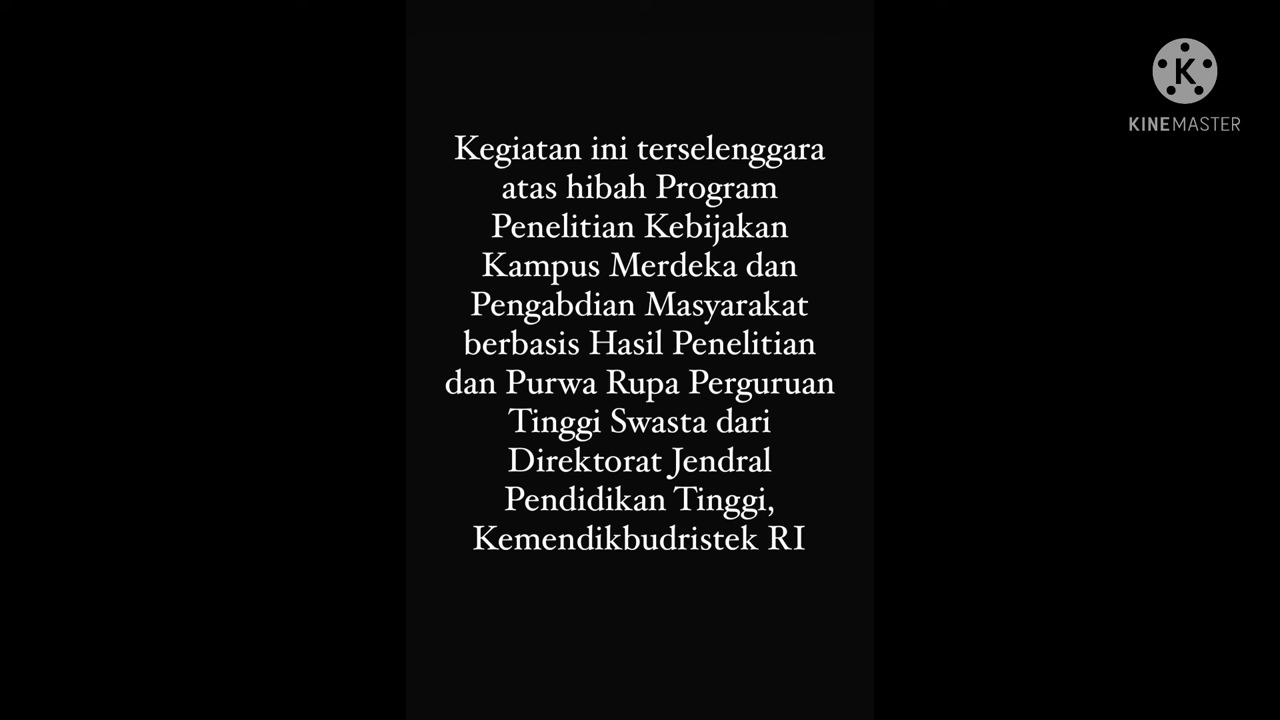 Kegiatan ini terselenggara
atas hibah Program
Penelitian Kebijakan
Kampus Merdeka dan
Pengabdian Masyarakat
berbasis Hasil Penelitian
dan Purwa Rupa Perguruan
Tinggi Swasta dari
Direktorat Jendral
Pendidikan Tinggi,
Kemendikbudristek RI
K
KINEMASTER